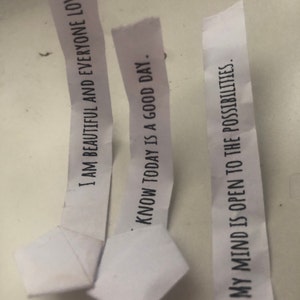 I AM BEAUTIFUL AND EVERYONE
KNOW TODAY IS A GOOD DAY.
MY MIND IS OPEN TO THE POSSIBILITIES.